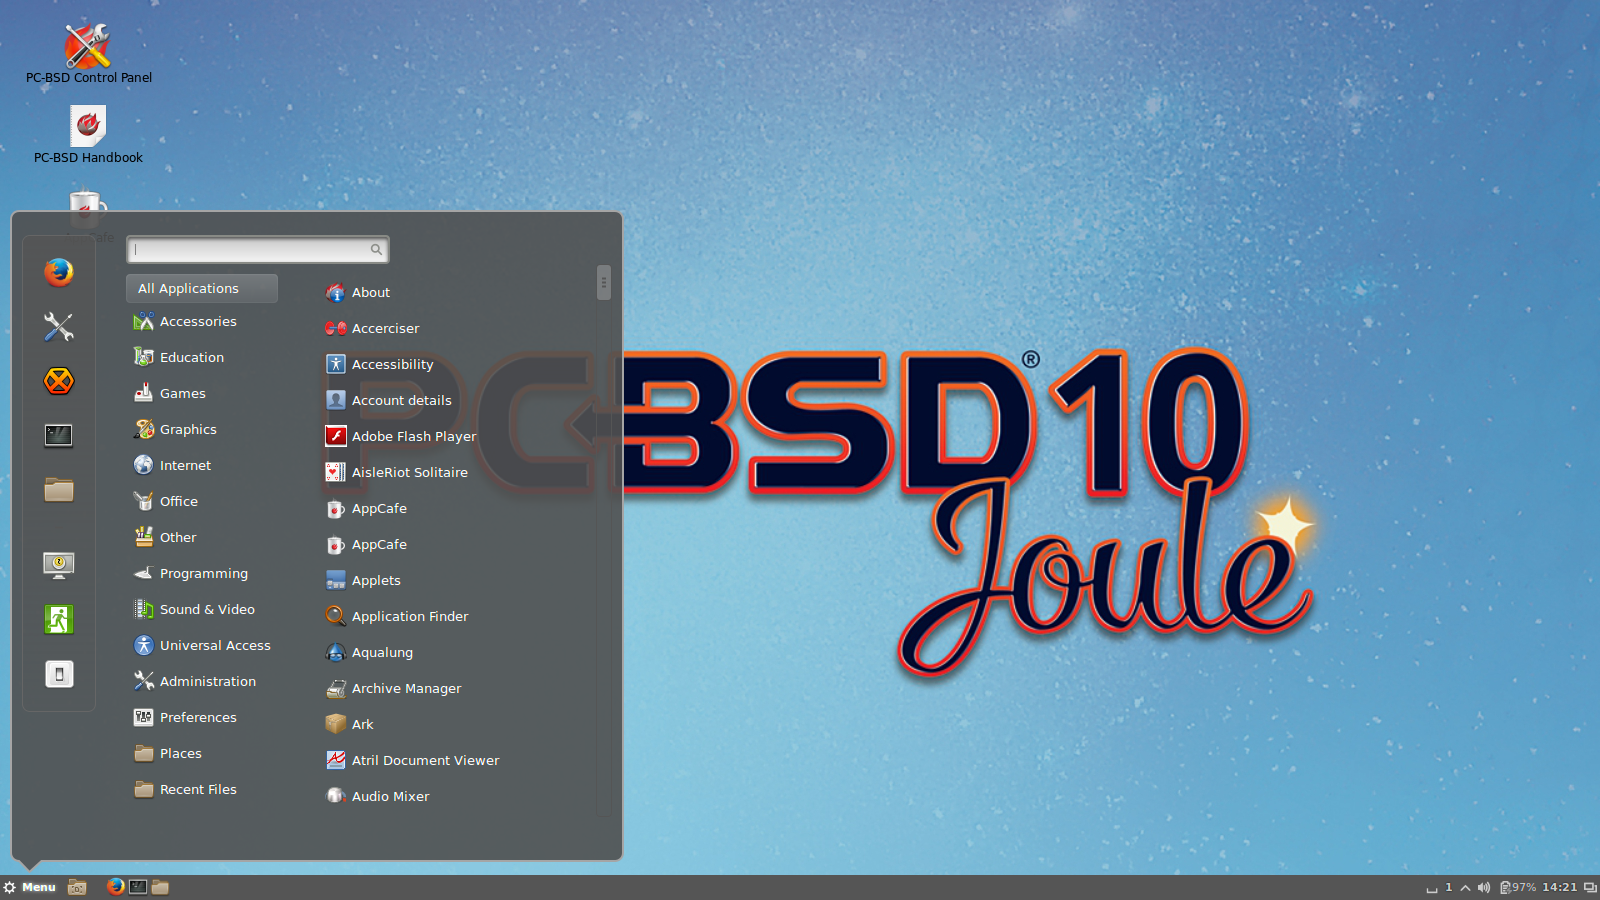 PC-BSD Control Panel
PC-BSD Handbook
All Applications
Accessories
Education
Games
Graphics
Internet
Office
Other
Programming
Sound & Video
Universal Access
Administration
Preferences
Places
Recent Files
About
Accerciser
Accessibility
Account details
Adobe Flash Player
AisleRiot Solitaire
AppCafe
AppCafe
Applets
Application Finder
Aqualung
Archive Manager
Ark
Atril Document Viewer
Audio Mixer
PC-BSD®10
Joule
Menu
1
97%
14:21